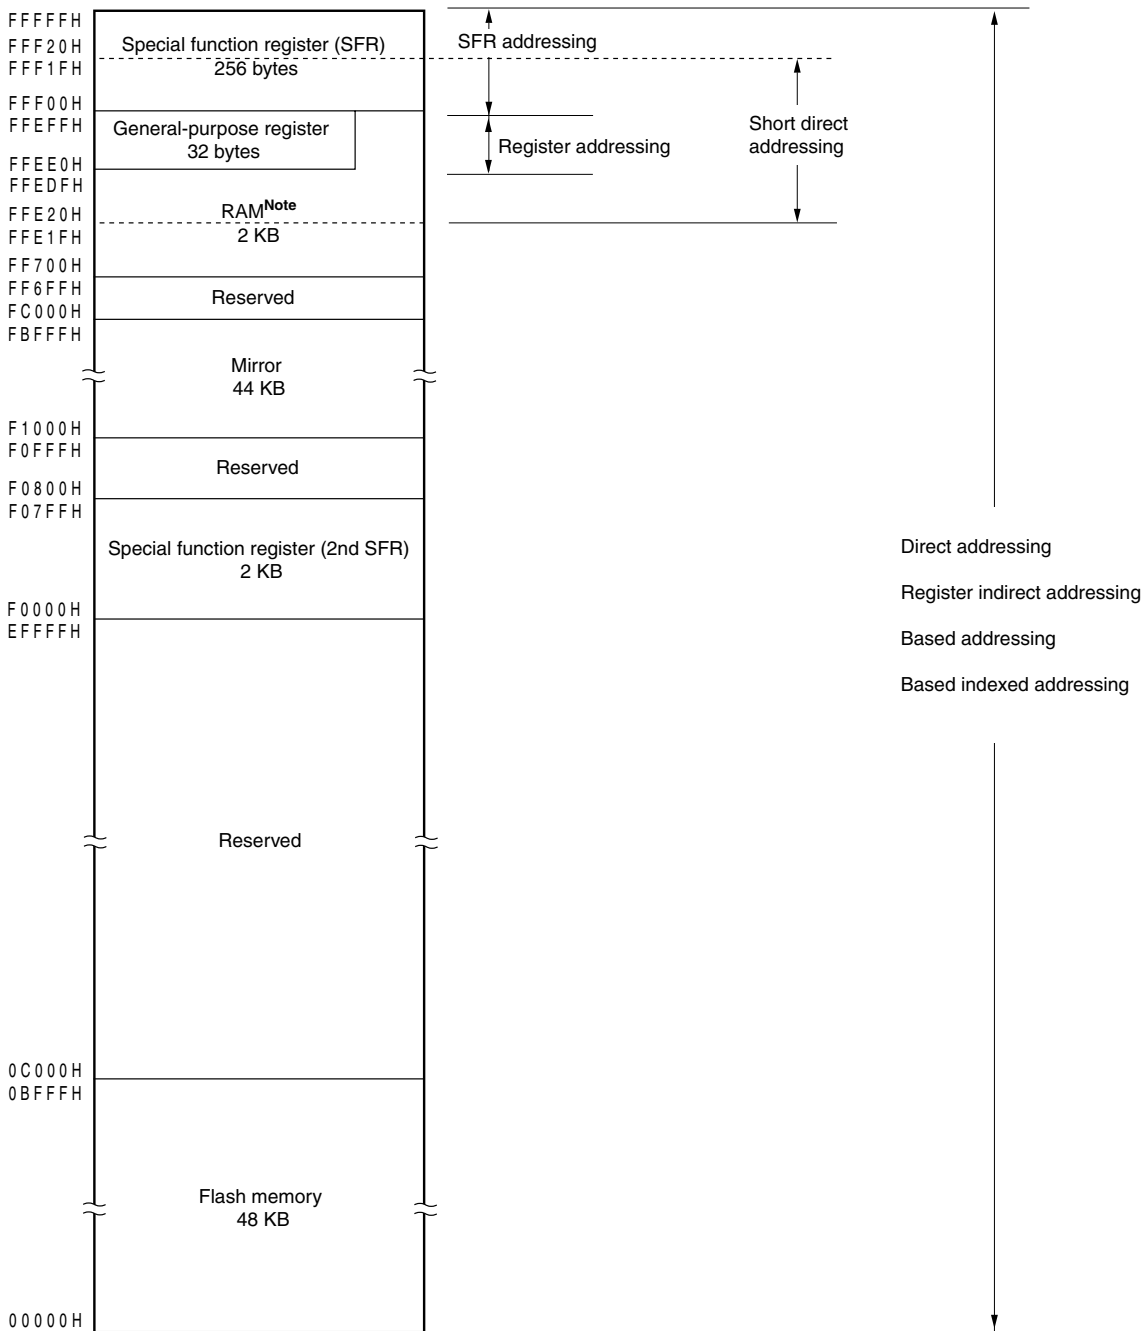 FFFFFH
FFF20H
FFF1FH
FFF00H
FFEFFH
FFEE0H
FFEDFH
FFE20H
FFE1FH
FF700H
FF6FFH
FC000H
FBFFFH
F1000H
F0FFFH
F0800H
F07FFH
F0000H
EFFFFH
0C000H
0BFFFH
00000H
Special function register (SFR)
256 bytes
General-purpose register
32 bytes
RAMNote
2 KB
Reserved
Mirror
44 KB
Reserved
Special function register (2nd SFR)
2 KB
Reserved
Flash memory
48 KB
SFR addressing
Register addressing
Short direct
addressing
Direct addressing
Register indirect addressing
Based addressing
Based indexed addressing